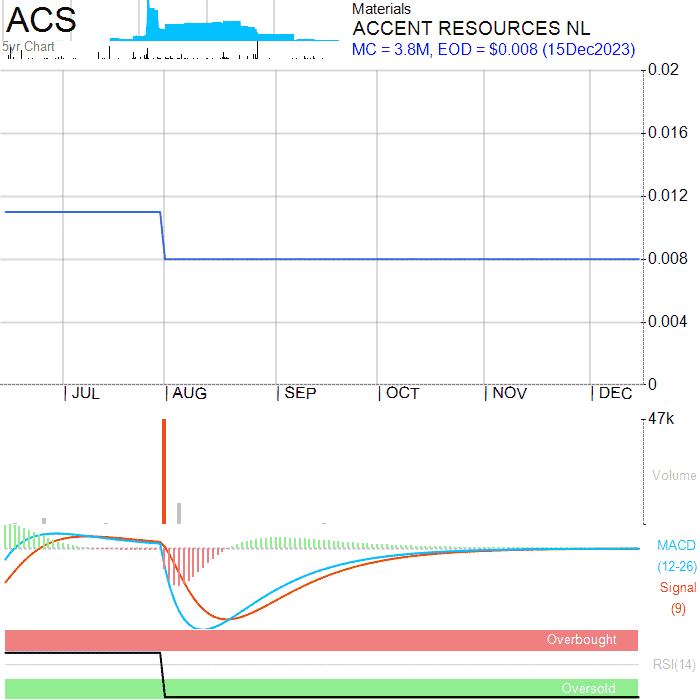 ACS
5yr Chart
Materials
ACCENT RESOURCES NL
MC = 3.8M, EOD = $0.008 (15Dec2023)
0.02
0.016
0.012
0.008
0.004
0
| JUL | AUG | SEP | OCT | NOV | DEC
47k
Volume
MACD
(12-26)
Signal
(9)
Overbought
RSI(14)
Oversold